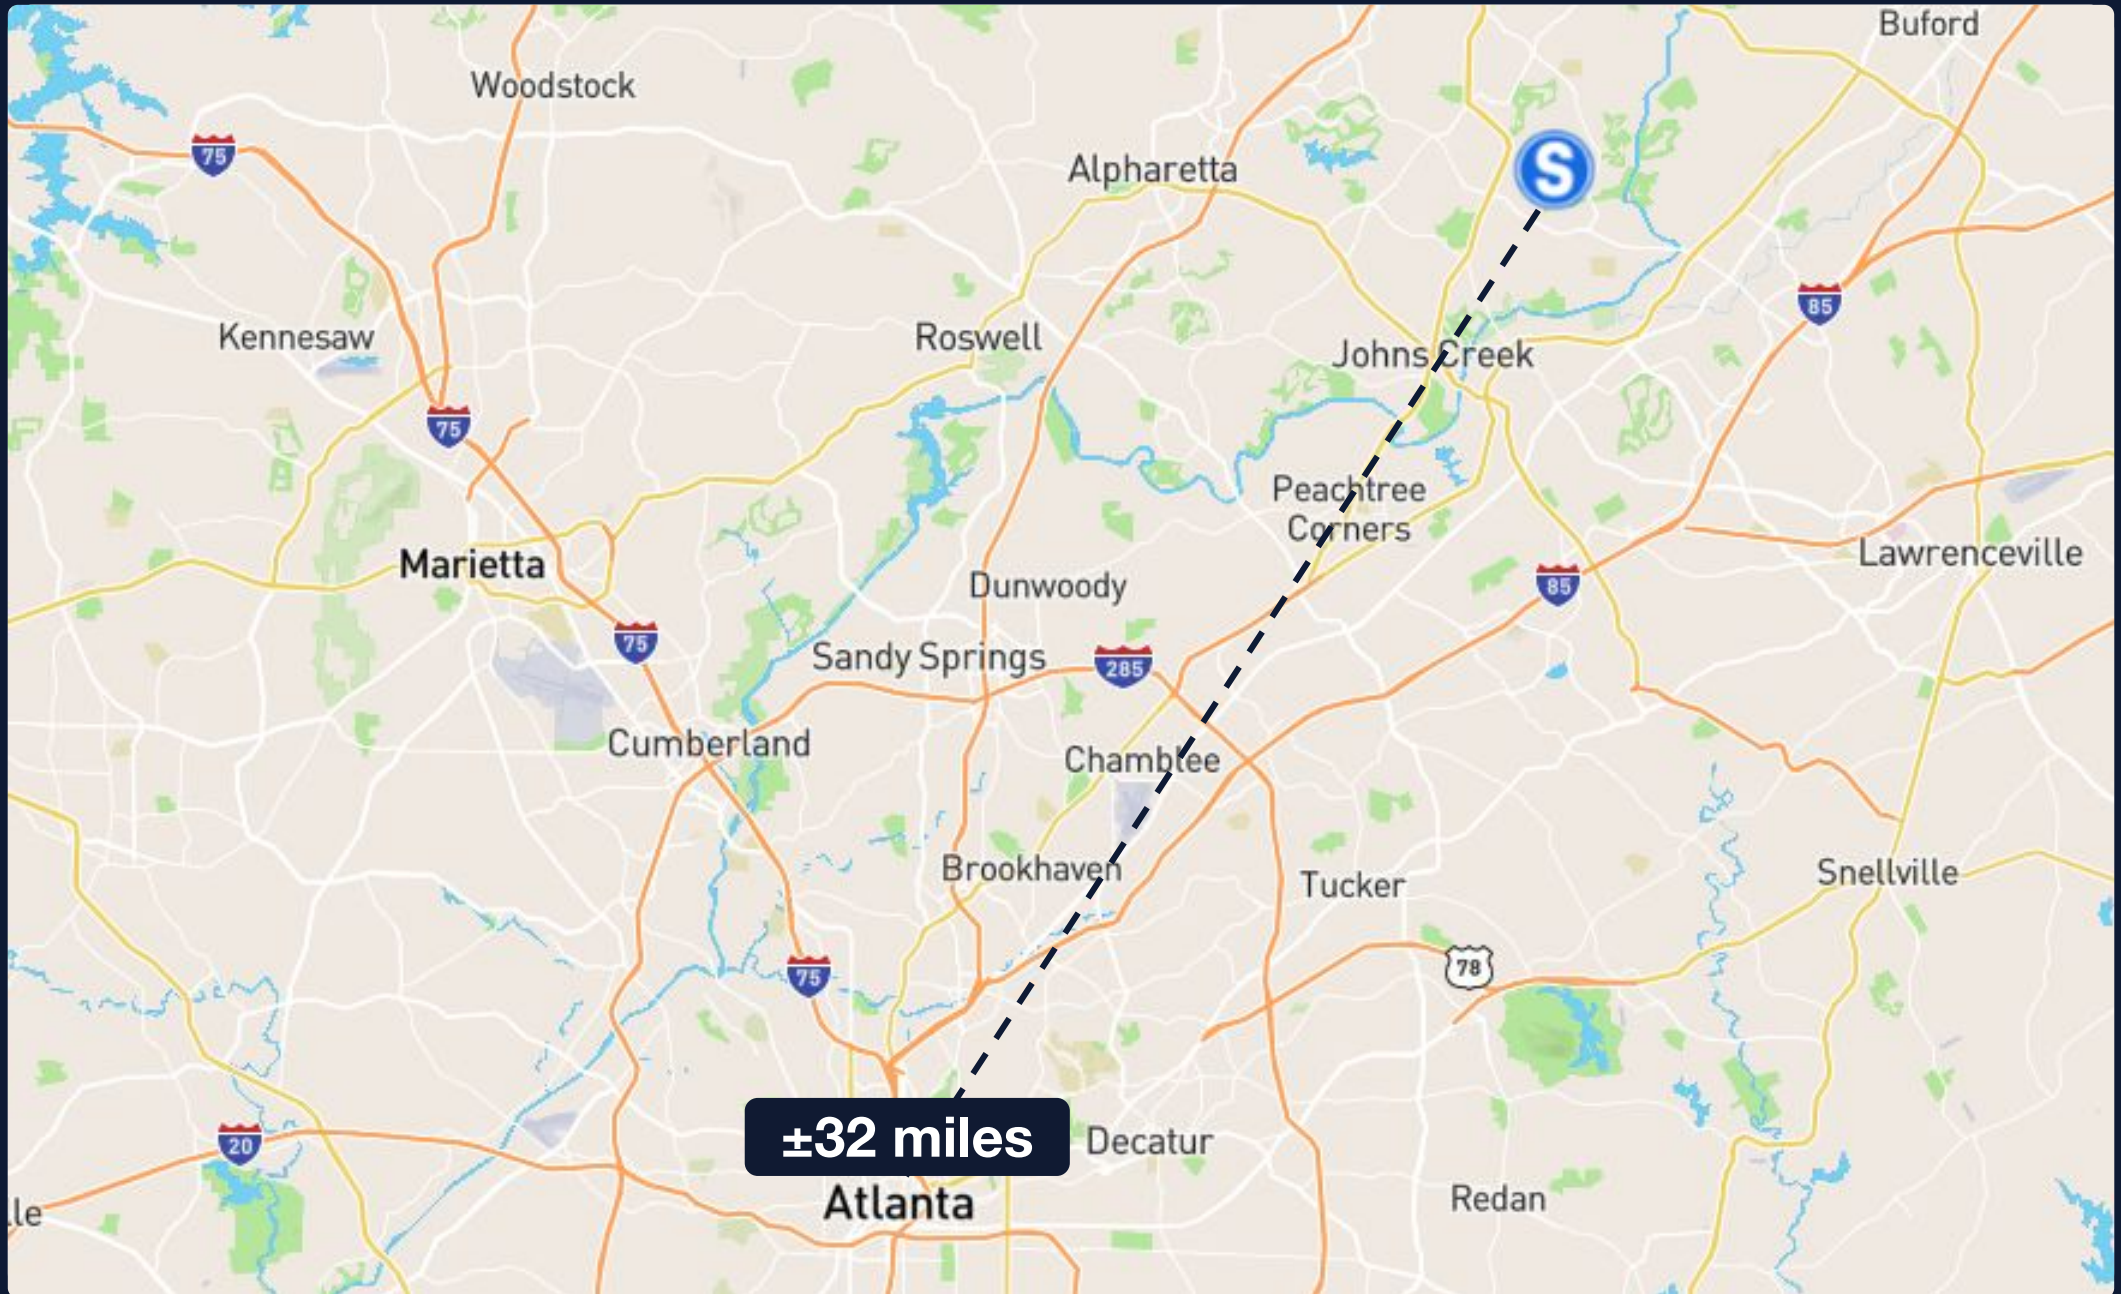 Buford
Woodstock
75
Alpharetta
S
85
Kennesaw
Roswell
Johns Creek
75
Peachtree
Corners
Marietta
Lawrenceville
Dunwoody
85
75
Sandy Springs
285
Cumberland
Chamblee
Brookhaven
Tucker
Snellville
75
78
±32 miles
Decatur
20
Atlanta
Redan
lle